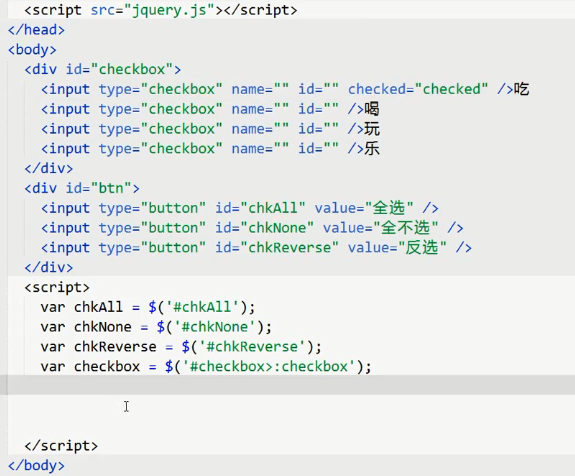 <script src="jquery.js"></script>
</head>
<body>
<div id="checkbox">
<input type="checkbox" name="" id="" checked="checked" />吃
<input type="checkbox" name="" id="" />喝
<input type="checkbox" name="" id="" />玩
<input type="checkbox" name="" id="" />乐
</div>
<div id="btn">
<input type="button" id="chkAll" value="全选" />
<input type="button" id="chkNone" value="全不选" />
<input type="button" id="chkReverse" value="反选" />
</div>
<script>
var chkAll = $('#chkAll');
var chkNone = $('#chkNone');
var chkReverse = $('#chkReverse');
var checkbox = $('#checkbox>:checkbox');
</script>
</body>